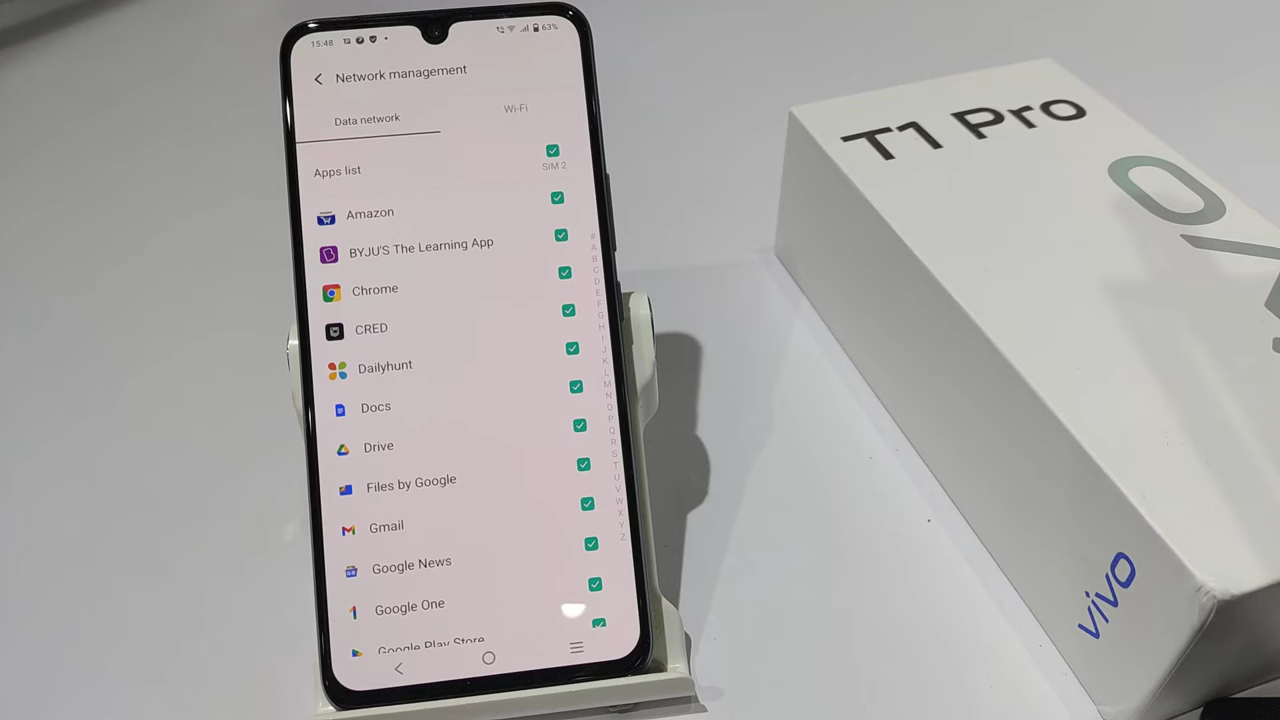 15:48
63%
Network management
Data network
Wi-Fi
Apps list
SIM 2
Amazon
BYJU'S The Learning App
Chrome
CRED
Dailyhunt
Docs
Drive
Files by Google
Gmail
Google News
Google One
Google Play Store
#
A
B
C
D
E
F
G
H
I
J
K
L
M
N
O
P
Q
R
S
T
U
V
W
X
Y
Z
T1 Pro
vivo